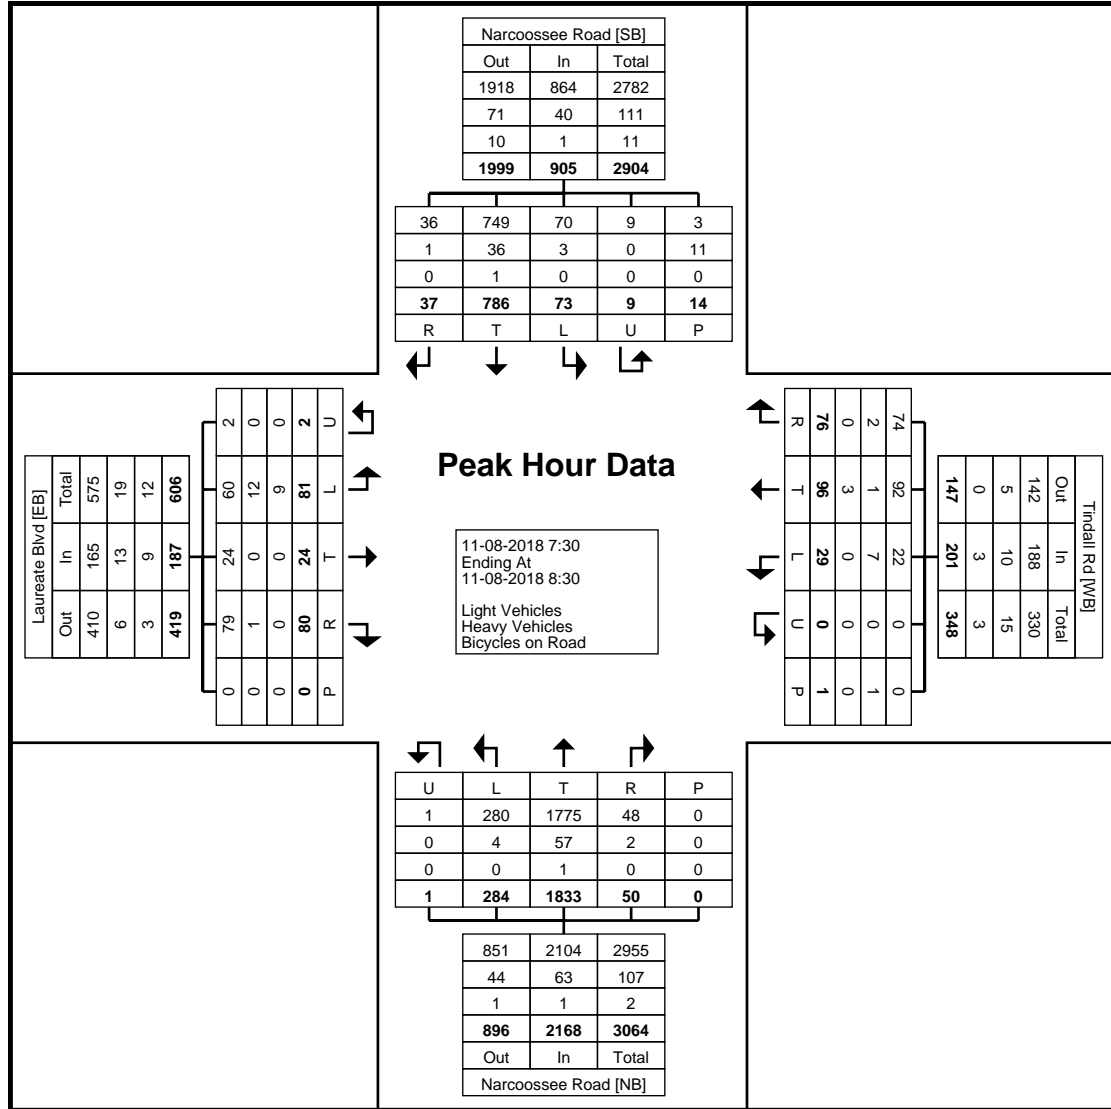 Narcoossee Road [SB]
Out In Total
1918 864 2782
71 40 111
10 1 11
1999 905 2904
36 749 70 9 3
1 36 3 0 11
0 1 0 0 0
37 786 73 9 14
R T L U P
Laureate Blvd [EB]
Total 575 19 12 606
In 165 13 9 187
Out 410 6 3 419
2 0 0 2 U
60 12 9 81 L
24 0 0 24 T
79 1 0 80 R
0 0 0 0 P
Peak Hour Data
11-08-2018 7:30
Ending At
11-08-2018 8:30
Light Vehicles
Heavy Vehicles
Bicycles on Road
R 76 0 2 74
T 96 3 1 92
L 29 0 7 22
U 0 0 0 0
P 1 0 1 0
Tindall Rd [WB]
147 0 5 142 Out
201 3 10 188 In
348 3 15 330 Total
U L T R P
1 280 1775 48 0
0 4 57 2 0
0 0 1 0 0
1 284 1833 50 0
851 2104 2955
44 63 107
1 1 2
896 2168 3064
Out In Total
Narcoossee Road [NB]